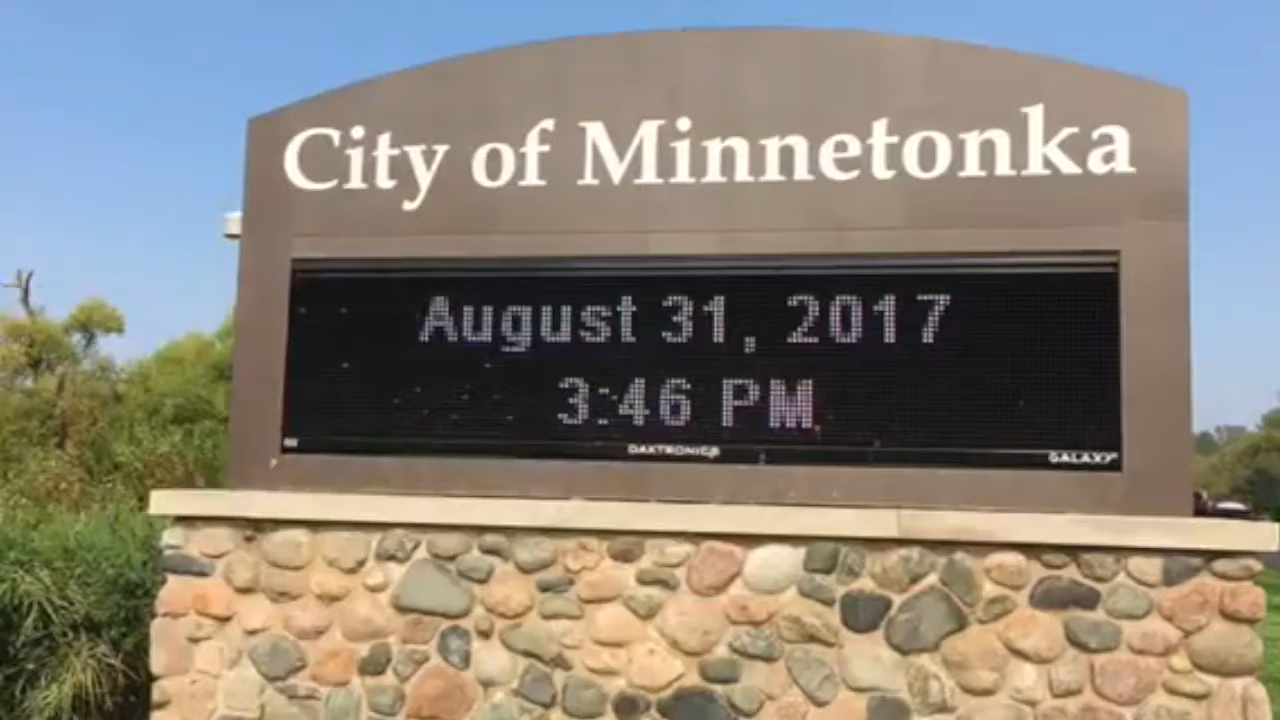 City of Minnetonka
August 31, 2017
3:46 PM
DAKTRONICS
GALAXY